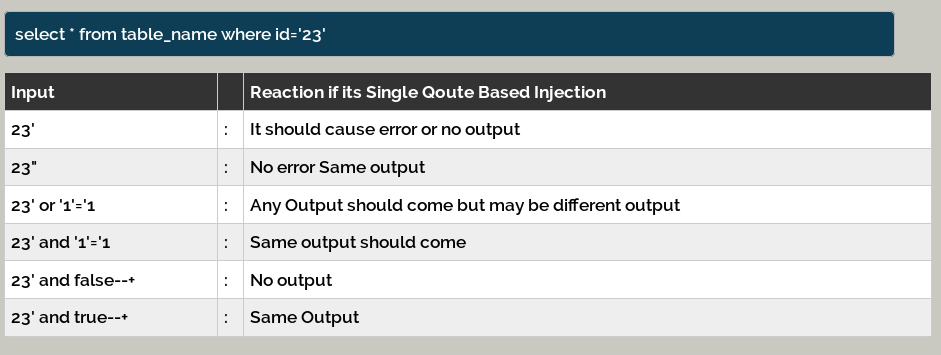 select * from table_name where id='23'
Input Reaction if its Single Qoute Based Injection
23' : It should cause error or no output
23" : No error Same output
23' or '1'='1 : Any Output should come but may be different output
23' and '1'='1 : Same output should come
23' and false--+ : No output
23' and true--+ : Same Output